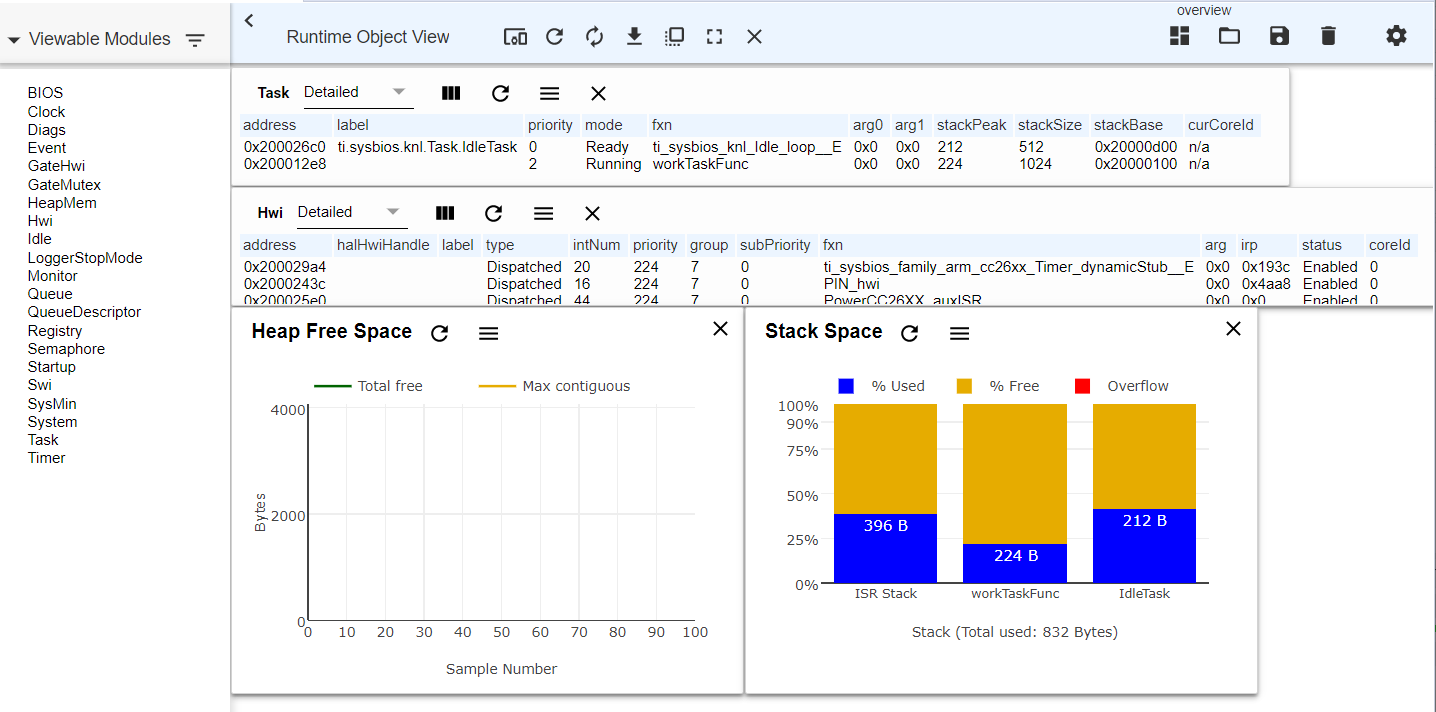 overview
Viewable Modules
Runtime Object View
BIOS
Clock
Diags
Event
GateHwi
GateMutex
HeapMem
Hwi
Idle
LoggerStopMode
Monitor
Queue
QueueDescriptor
Registry
Semaphore
Startup
Swi
SysMin
System
Task
Timer
Task Detailed
address label priority mode fxn arg0 arg1 stackPeak stackSize stackBase curCoreId
0x200026c0 ti.sysbios.knl.Task.IdleTask 0 Ready ti_sysbios_knl_Idle_loop__E 0x0 0x0 212 512 0x20000d00 n/a
0x200012e8 2 Running workTaskFunc 0x0 0x0 224 1024 0x20000100 n/a
Hwi Detailed
address halHwiHandle label type intNum priority group subPriority fxn arg irp status coreId
0x200029a4 Dispatched 20 224 7 0 ti_sysbios_family_arm_cc26xx_Timer_dynamicStub__E 0x0 0x193c Enabled 0
0x2000243c Dispatched 16 224 7 0 PIN_hwi 0x0 0x4aa8 Enabled 0
0x200025e0 Dispatched 44 224 7 0 PowerCC26XX_auxISR 0x0 0x0 Enabled 0
Heap Free Space
Total free Max contiguous
4000
2000
0
Bytes
0 10 20 30 40 50 60 70 80 90 100
Sample Number
Stack Space
% Used % Free Overflow
100%
90%
75%
50%
25%
0%
396 B
224 B
212 B
ISR Stack workTaskFunc IdleTask
Stack (Total used: 832 Bytes)